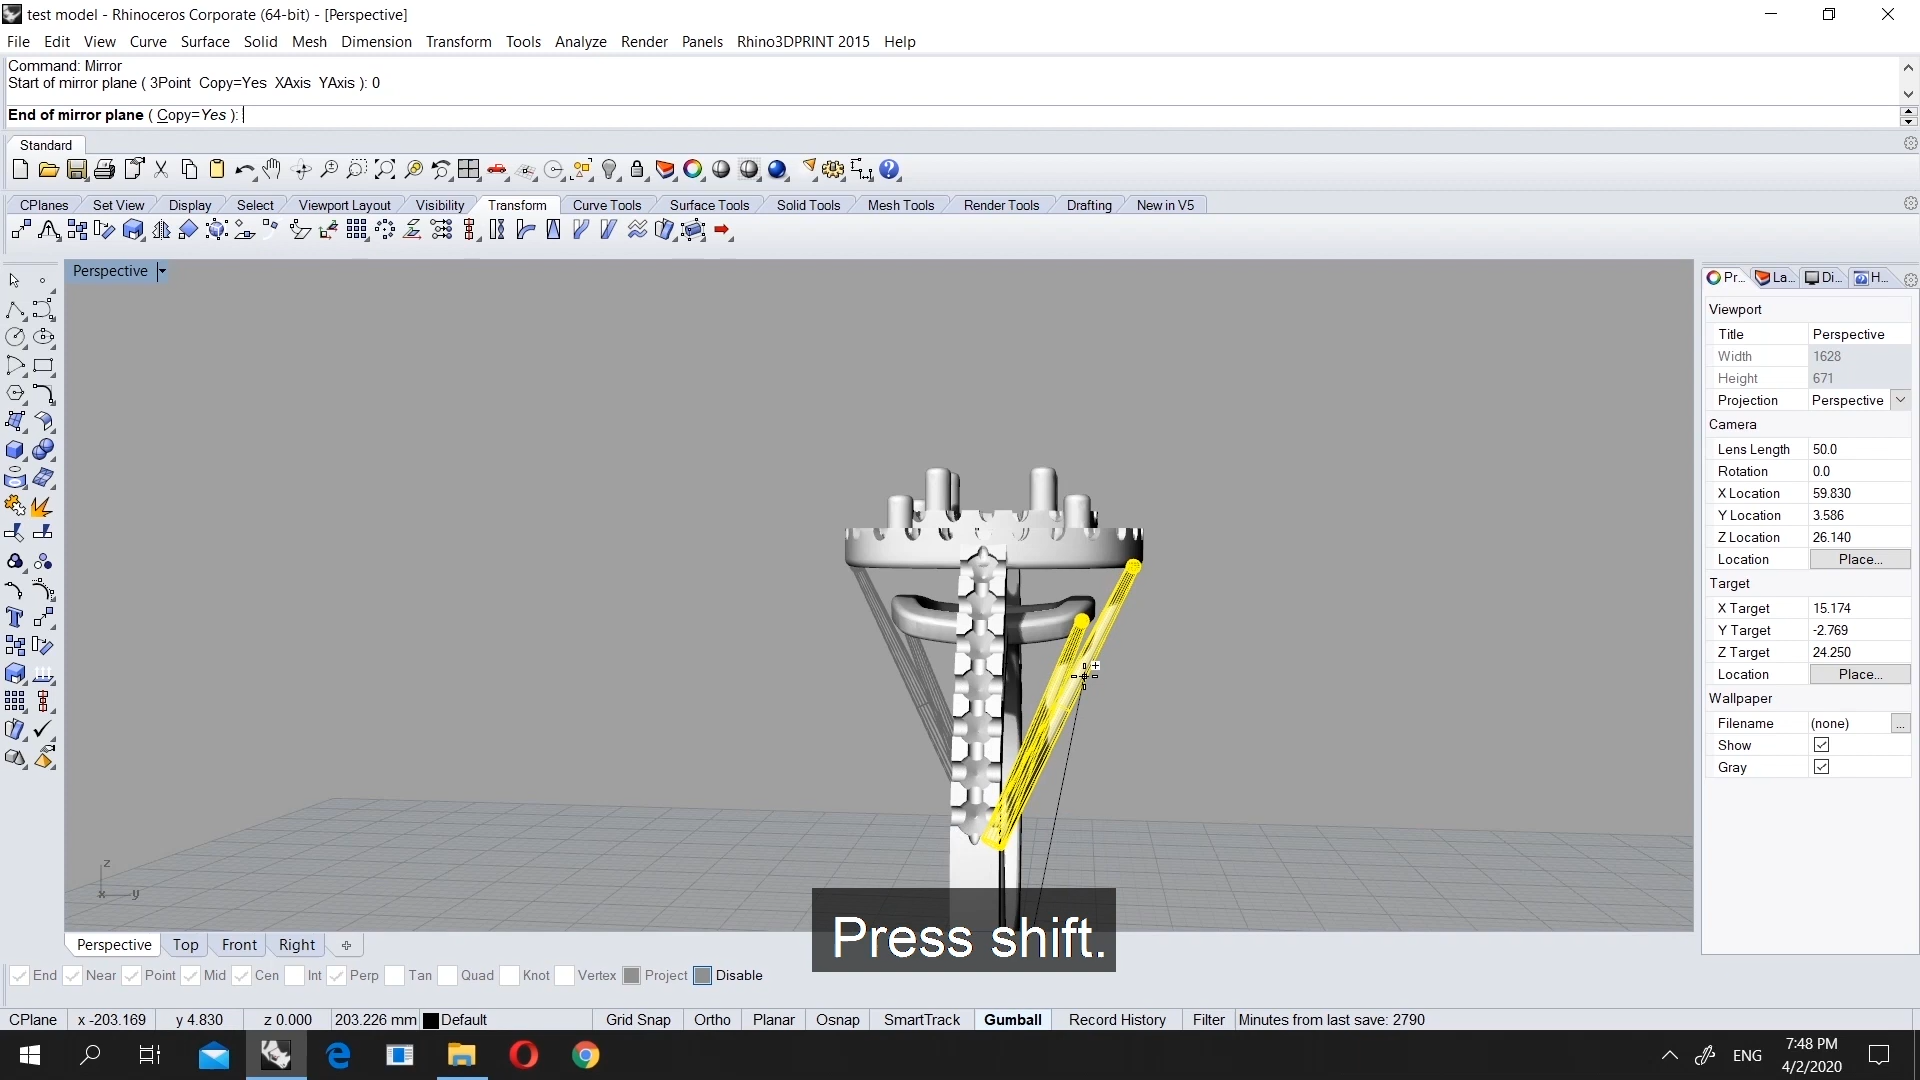 test model - Rhinoceros Corporate (64-bit) - [Perspective]
File Edit View Curve Surface Solid Mesh Dimension Transform Tools Analyze Render Panels Rhino3DPRINT 2015 Help
Command: Mirror
Start of mirror plane ( 3Point Copy=Yes XAxis YAxis ): 0
End of mirror plane ( Copy=Yes ):
Standard
CPlanes Set View Display Select Viewport Layout Visibility Transform Curve Tools Surface Tools Solid Tools Mesh Tools Render Tools Drafting New in V5
Perspective
Pr... La... Di... H...
Viewport
Title Perspective
Width 1628
Height 671
Projection Perspective
Camera
Lens Length 50.0
Rotation 0.0
X Location 59.830
Y Location 3.586
Z Location 26.140
Location Place...
Target
X Target 15.174
Y Target -2.769
Z Target 24.250
Location Place...
Wallpaper
Filename (none) ...
Show
Gray
z
x y
Press shift.
Perspective Top Front Right
End Near Point Mid Cen Int Perp Tan Quad Knot Vertex Project Disable
CPlane x -203.169 y 4.830 z 0.000 203.226 mm Default Grid Snap Ortho Planar Osnap SmartTrack Gumball Record History Filter Minutes from last save: 2790
ENG
7:48 PM
4/2/2020